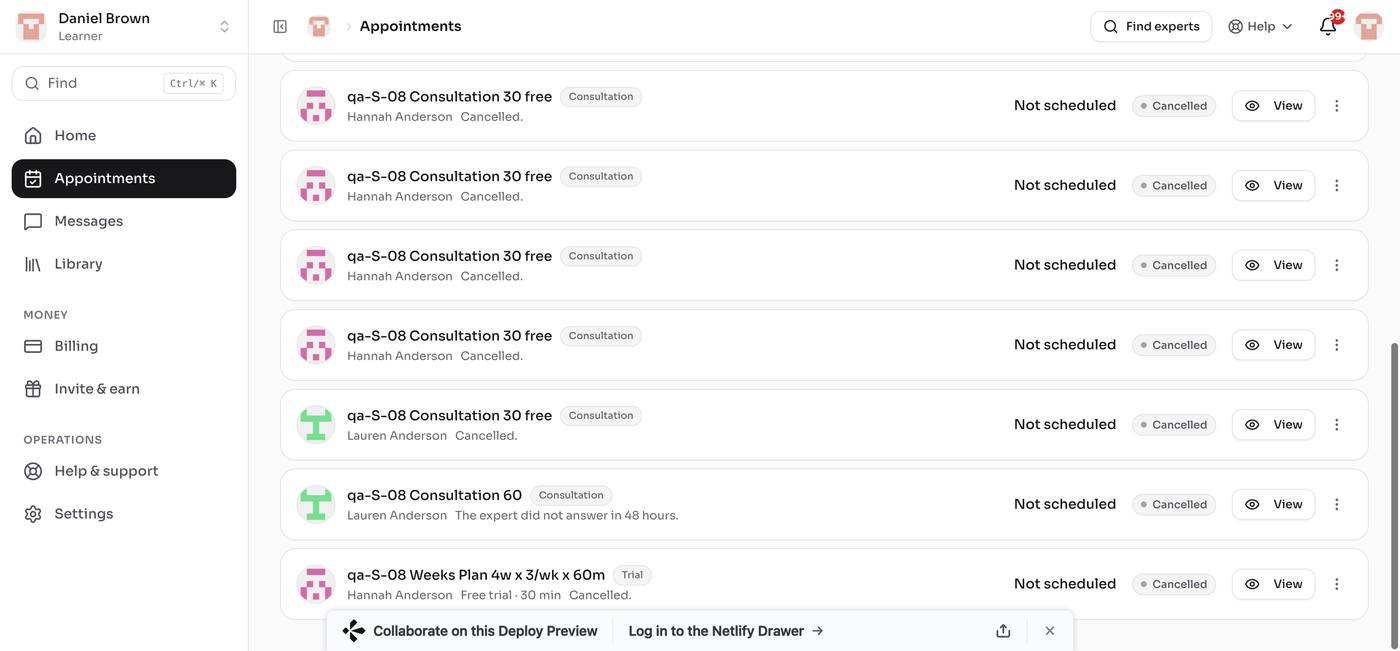 Daniel Brown
Learner
Appointments
Find experts
Help
99+
Find
Ctrl/⌘ K
Home
Appointments
Messages
Library
MONEY
Billing
Invite & earn
OPERATIONS
Help & support
Settings
qa-S-08 Consultation 30 free Consultation
Hannah Anderson Cancelled.
Not scheduled Cancelled View
qa-S-08 Consultation 30 free Consultation
Hannah Anderson Cancelled.
Not scheduled Cancelled View
qa-S-08 Consultation 30 free Consultation
Hannah Anderson Cancelled.
Not scheduled Cancelled View
qa-S-08 Consultation 30 free Consultation
Hannah Anderson Cancelled.
Not scheduled Cancelled View
qa-S-08 Consultation 30 free Consultation
Lauren Anderson Cancelled.
Not scheduled Cancelled View
qa-S-08 Consultation 60 Consultation
Lauren Anderson The expert did not answer in 48 hours.
Not scheduled Cancelled View
qa-S-08 Weeks Plan 4w x 3/wk x 60m Trial
Hannah Anderson Free trial · 30 min Cancelled.
Not scheduled Cancelled View
Collaborate on this Deploy Preview Log in to the Netlify Drawer →